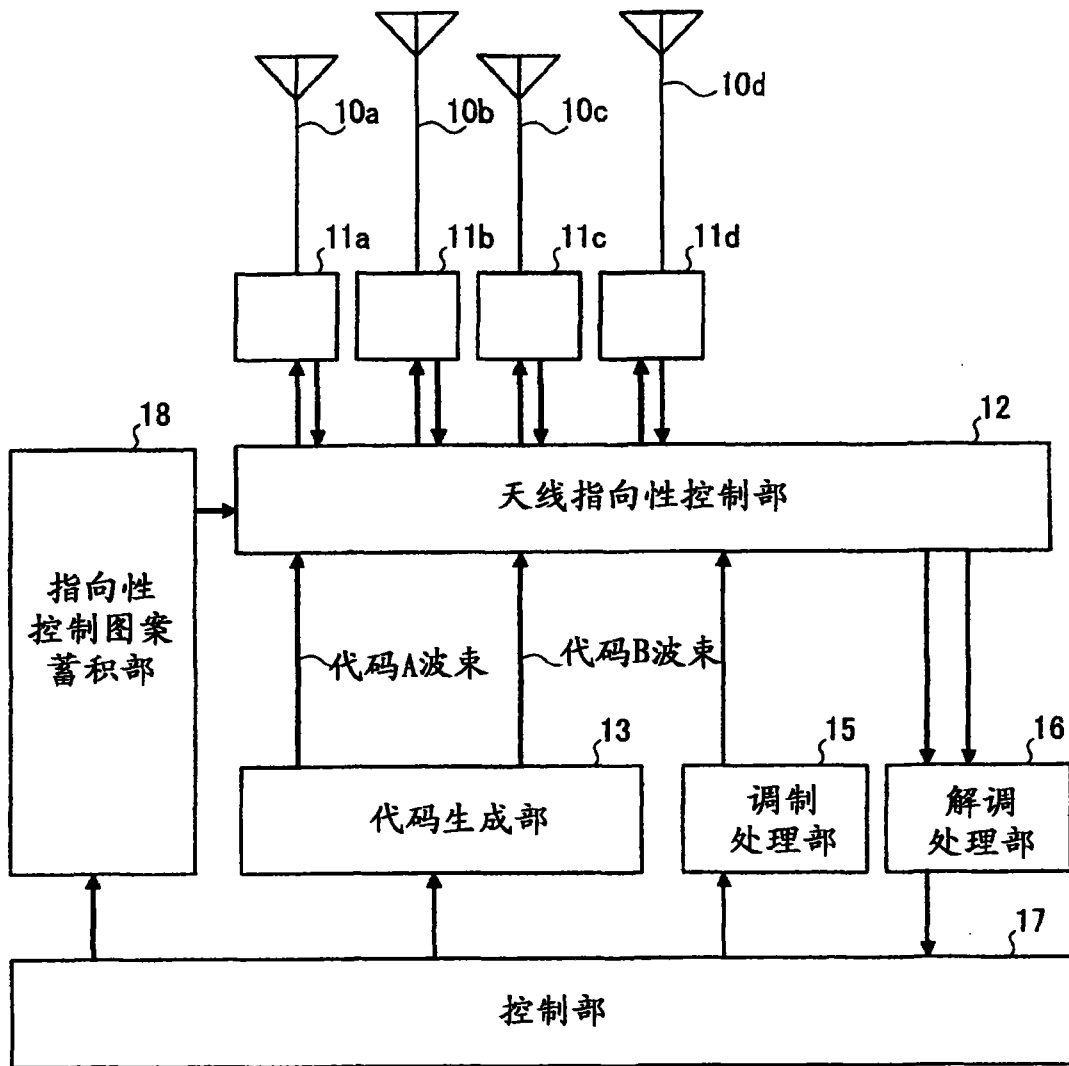 10a
10b
10c
10d
11a
11b
11c
11d
18
12
天线指向性控制部
指向性
控制图案
蓄积部
代码A波束
代码B波束
13
15
16
代码生成部
调制
处理部
解调
处理部
17
控制部